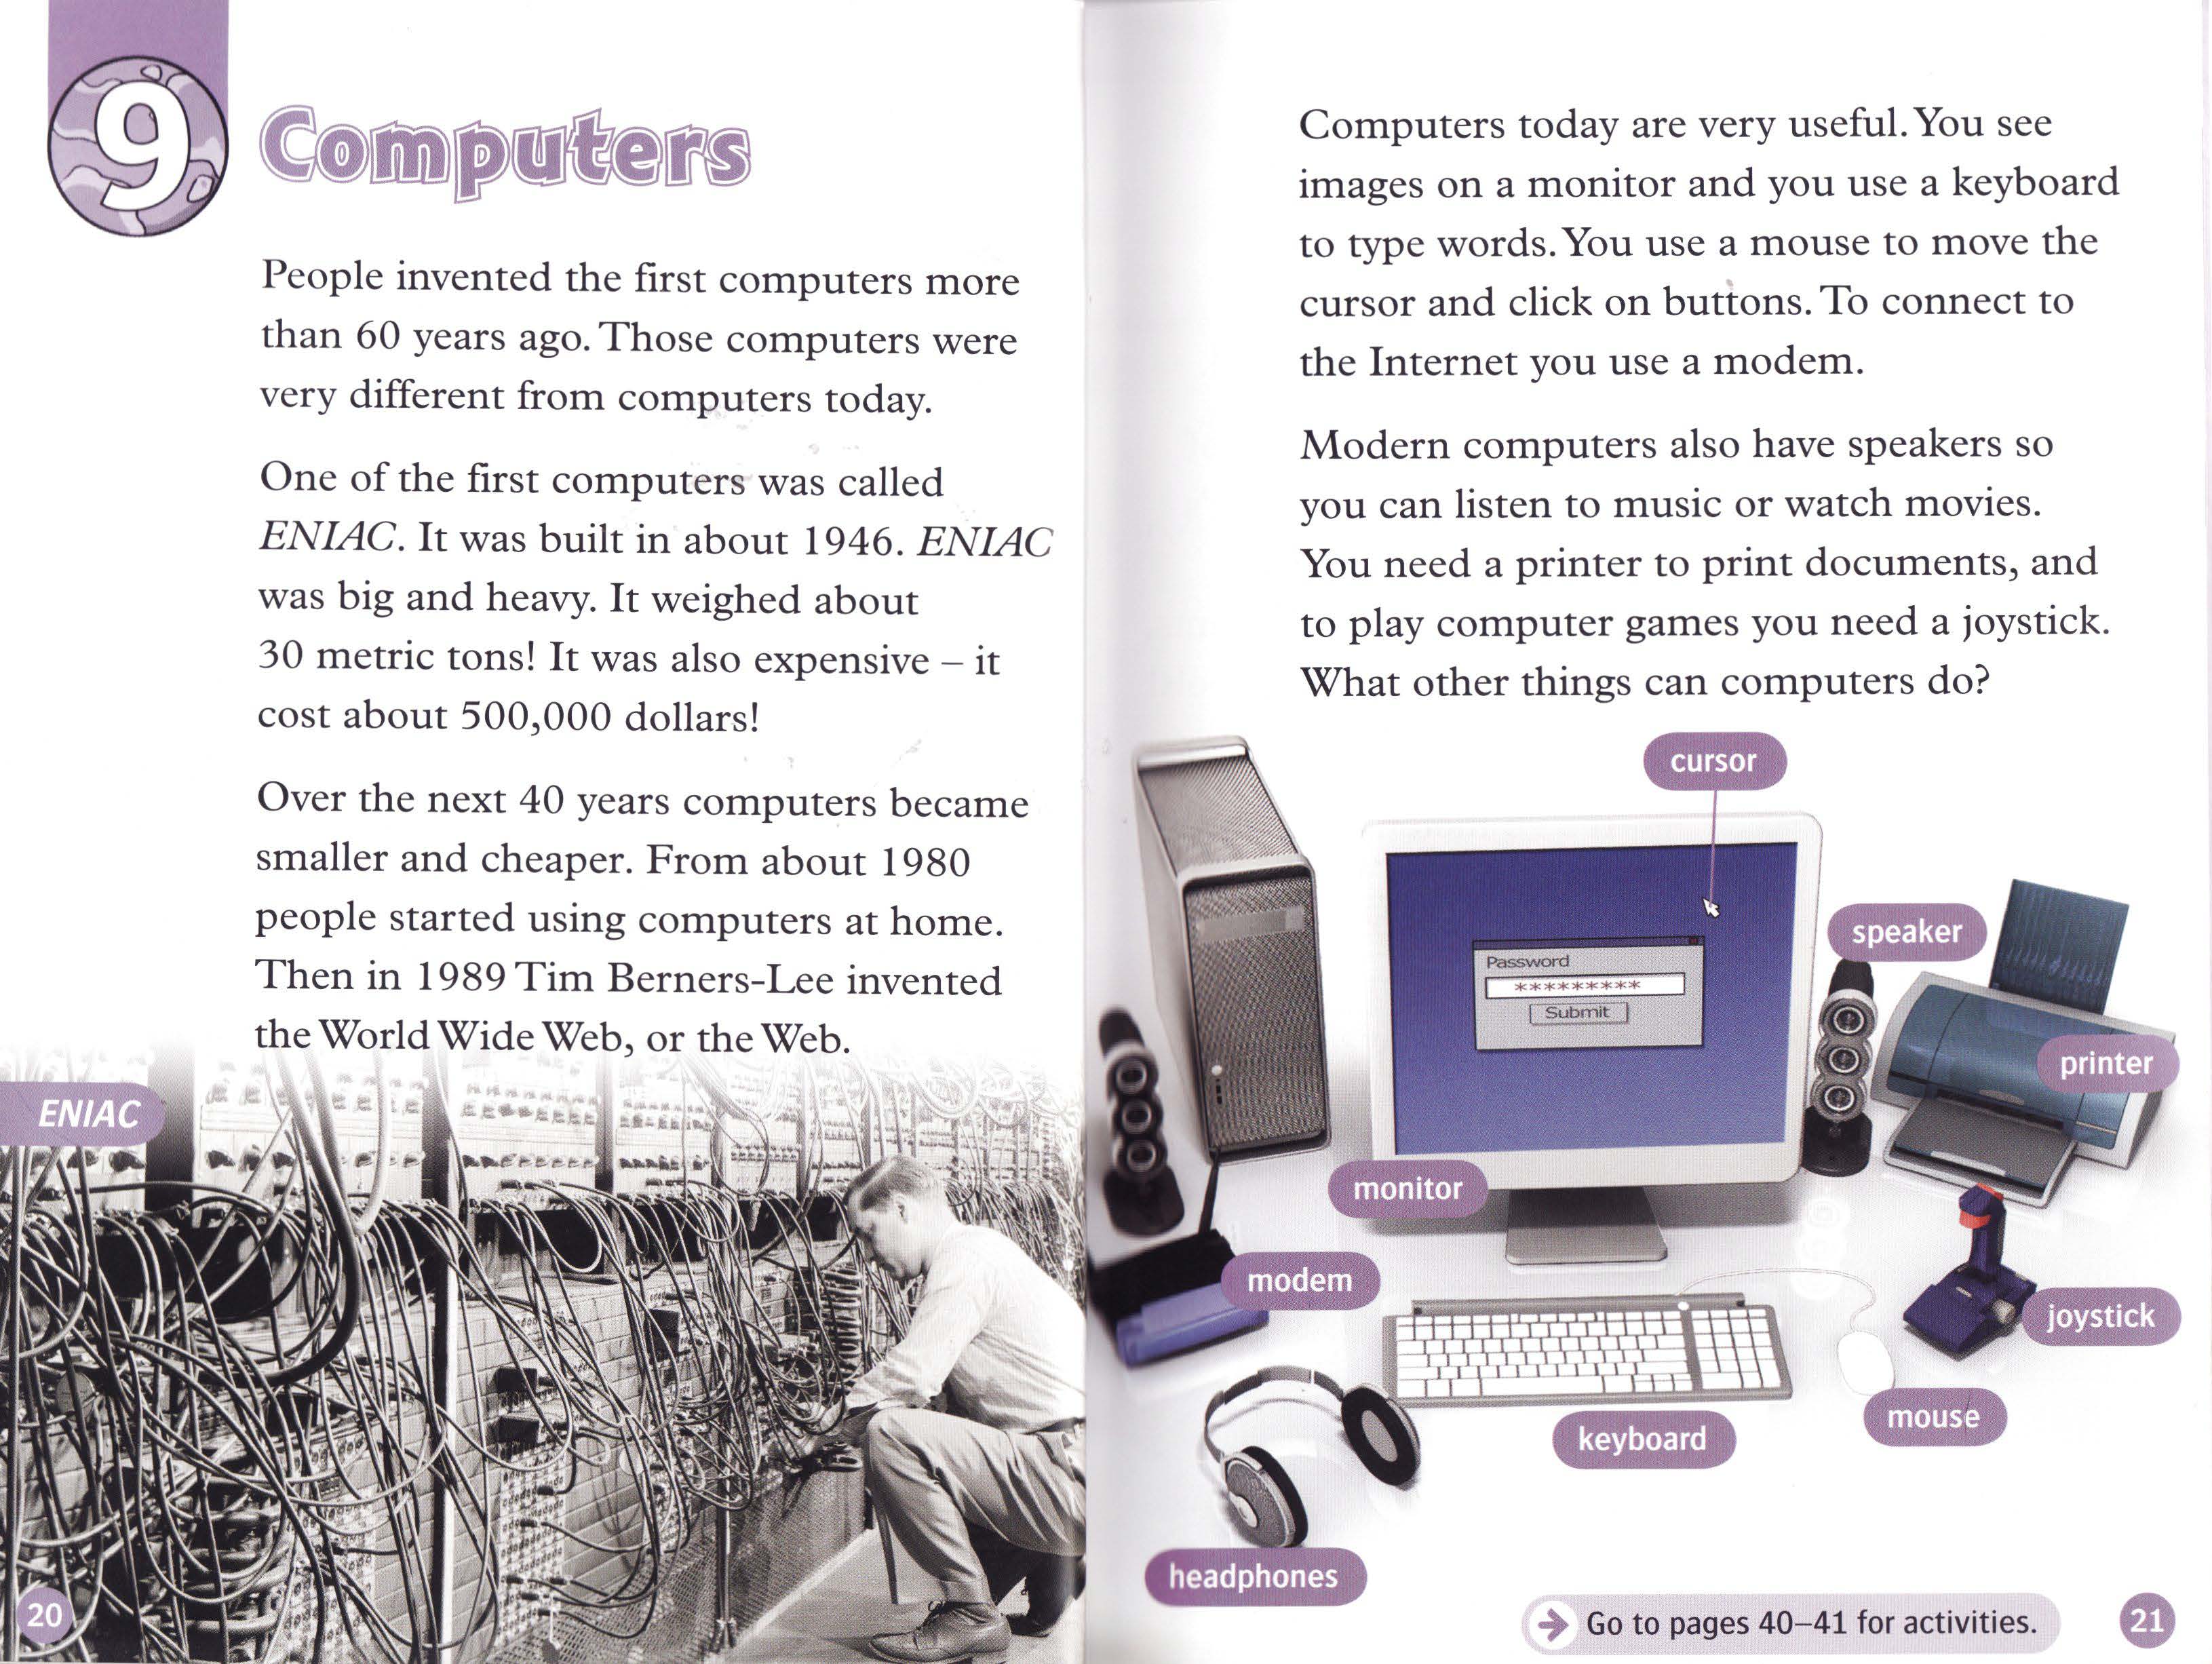 9
Computers
People invented the first computers more
than 60 years ago. Those computers were
very different from computers today.
One of the first computers was called
ENIAC. It was built in about 1946. ENIAC
was big and heavy. It weighed about
30 metric tons! It was also expensive – it
cost about 500,000 dollars!
Over the next 40 years computers became
smaller and cheaper. From about 1980
people started using computers at home.
Then in 1989 Tim Berners-Lee invented
the World Wide Web, or the Web.
ENIAC
20
Computers today are very useful. You see
images on a monitor and you use a keyboard
to type words. You use a mouse to move the
cursor and click on buttons. To connect to
the Internet you use a modem.
Modern computers also have speakers so
you can listen to music or watch movies.
You need a printer to print documents, and
to play computer games you need a joystick.
What other things can computers do?
cursor
speaker
Password
*********
Submit
printer
monitor
modem
joystick
mouse
keyboard
headphones
Go to pages 40–41 for activities.
21